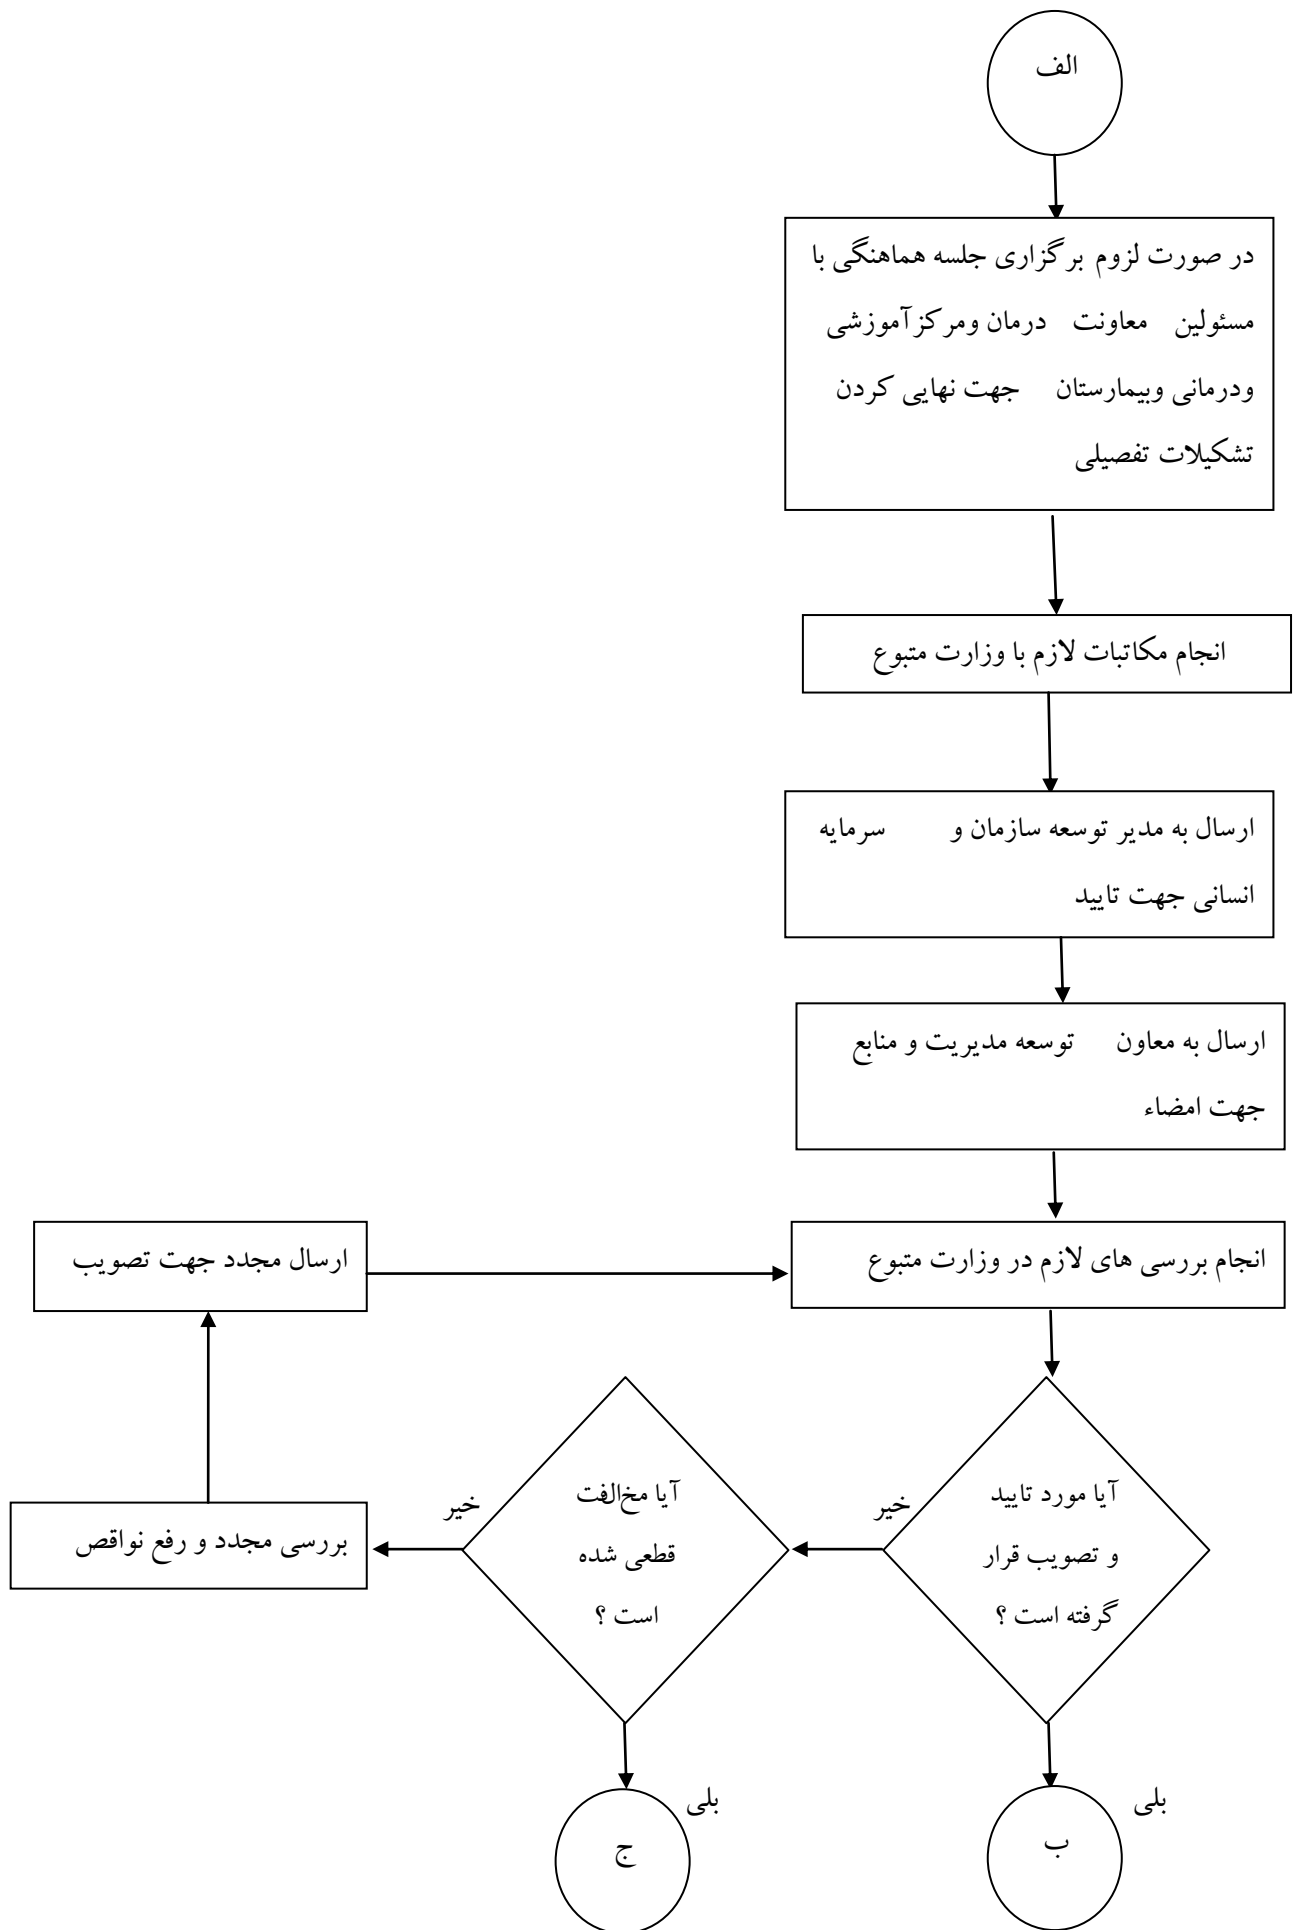 الف
در صورت لزوم برگزاری جلسه هماهنگی با
مسئولین معاونت درمان ومرکز آموزشی
ودرمانی وبیمارستان جهت نهایی کردن
تشکیلات تفصیلی
انجام مکاتبات لازم با وزارت متبوع
ارسال به مدیر توسعه سازمان و سرمایه
انسانی جهت تایید
ارسال به معاون توسعه مدیریت و منابع
جهت امضاء
انجام بررسی های لازم در وزارت متبوع
ارسال مجدد جهت تصویب
آیا مورد تایید
و تصویب قرار
گرفته است ؟
خیر
آیا مخالفت
قطعی شده
است ؟
خیر
بررسی مجدد و رفع نواقص
بلی
ب
بلی
ج